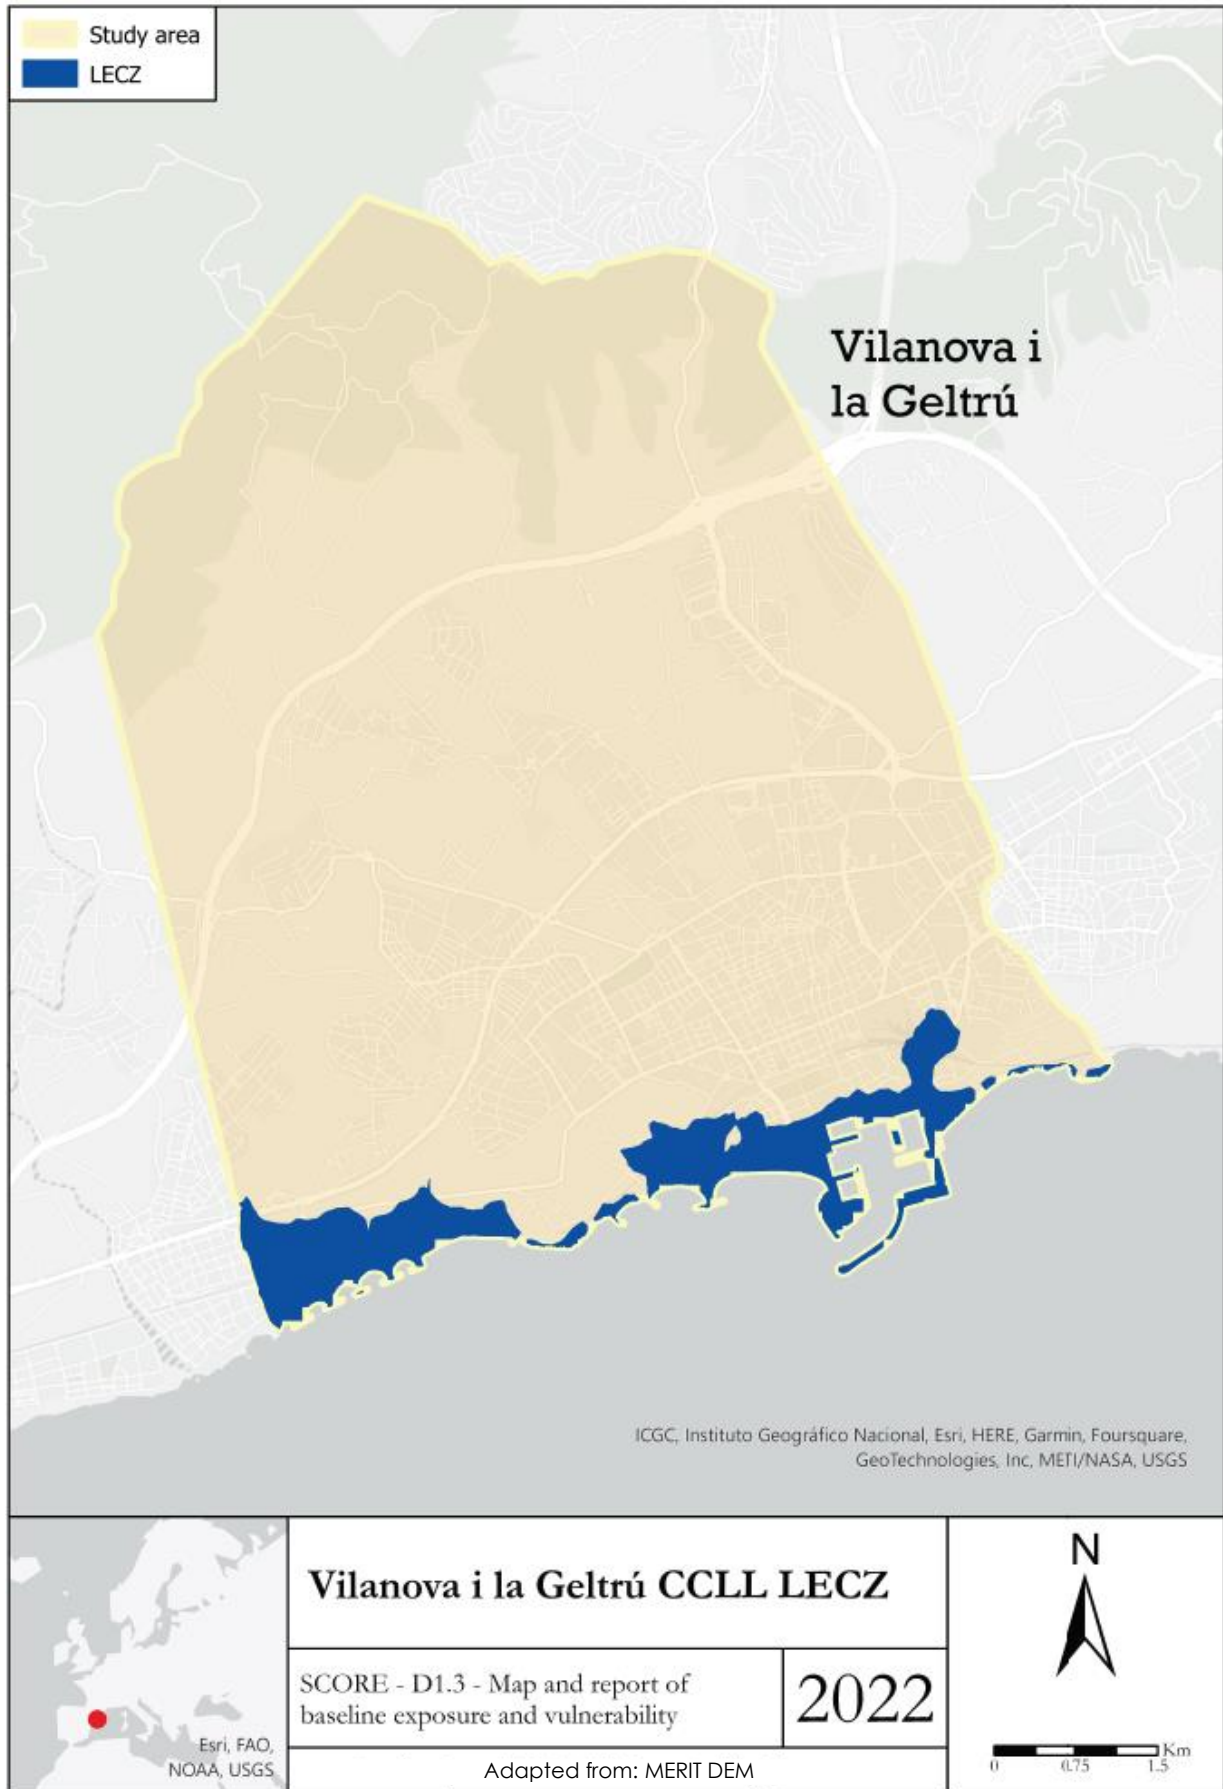 Study area
LECZ
Vilanova i
la Geltrú
ICGC, Instituto Geográfico Nacional, Esri, HERE, Garmin, Foursquare,
GeoTechnologies, Inc, METI/NASA, USGS
Esri, FAO,
NOAA, USGS
Vilanova i la Geltrú CCLL LECZ
SCORE - D1.3 - Map and report of
baseline exposure and vulnerability
2022
Adapted from: MERIT DEM
N
Km
0 0.75 1.5